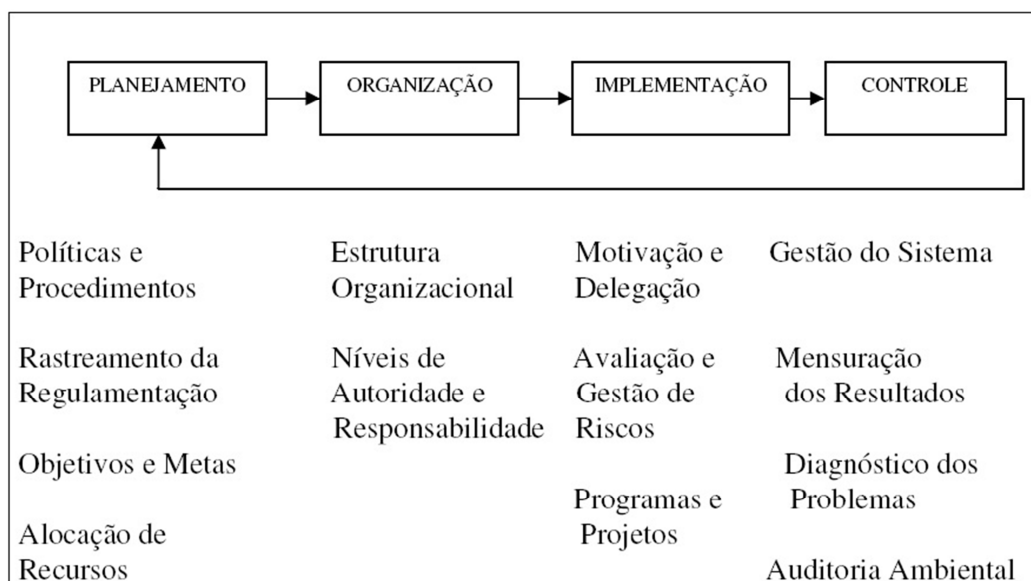 PLANEJAMENTO
ORGANIZAÇÃO
IMPLEMENTAÇÃO
CONTROLE
Políticas e
Procedimentos
Rastreamento da
Regulamentação
Objetivos e Metas
Alocação de
Recursos
Estrutura
Organizacional
Níveis de
Autoridade e
Responsabilidade
Motivação e
Delegação
Avaliação e
Gestão de
Riscos
Programas e
Projetos
Gestão do Sistema
Mensuração
dos Resultados
Diagnóstico dos
Problemas
Auditoria Ambiental